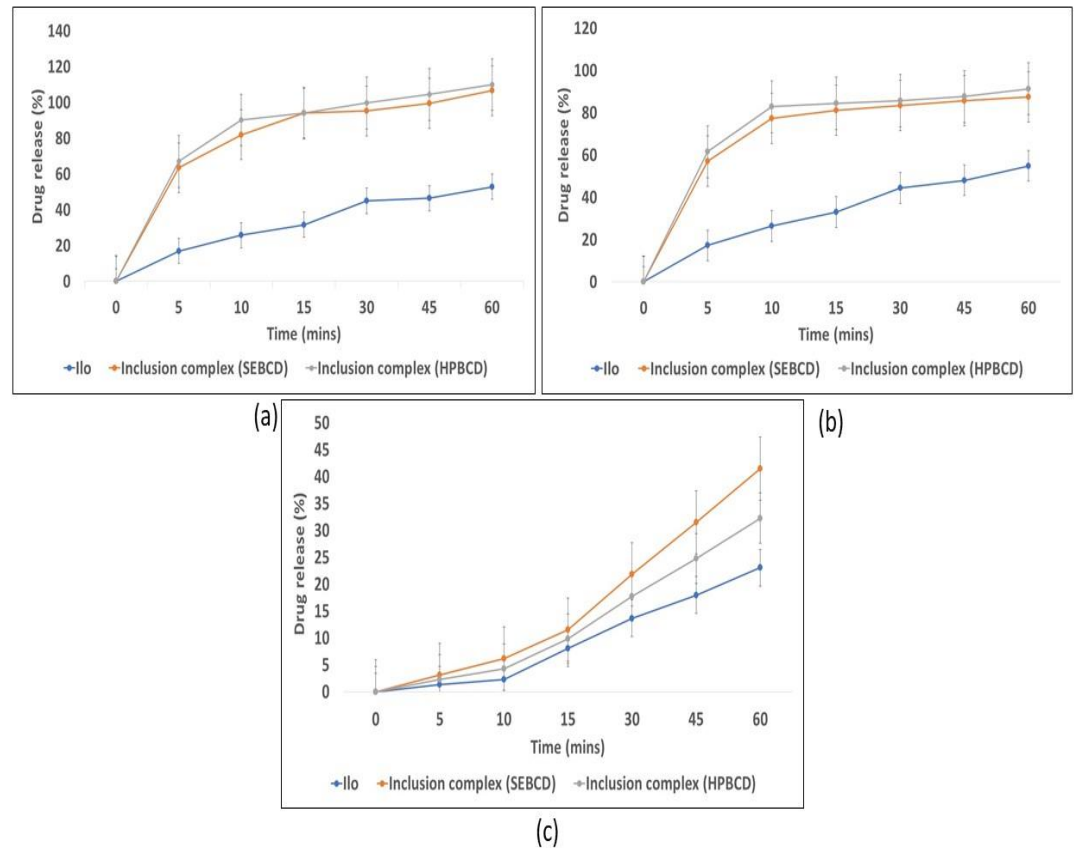 140
120
100
80
60
40
20
0
Drug release (%)
0 5 10 15 30 45 60
Time (mins)
Ilo Inclusion complex (SEBCD) Inclusion complex (HPBCD)
(a)
120
100
80
60
40
20
0
Drug release (%)
0 5 10 15 30 45 60
Time (mins)
Ilo Inclusion complex (SEBCD) Inclusion complex (HPBCD)
(b)
50
45
40
35
30
25
20
15
10
5
0
Drug release (%)
0 5 10 15 30 45 60
Time (mins)
Ilo Inclusion complex (SEBCD) Inclusion complex (HPBCD)
(c)